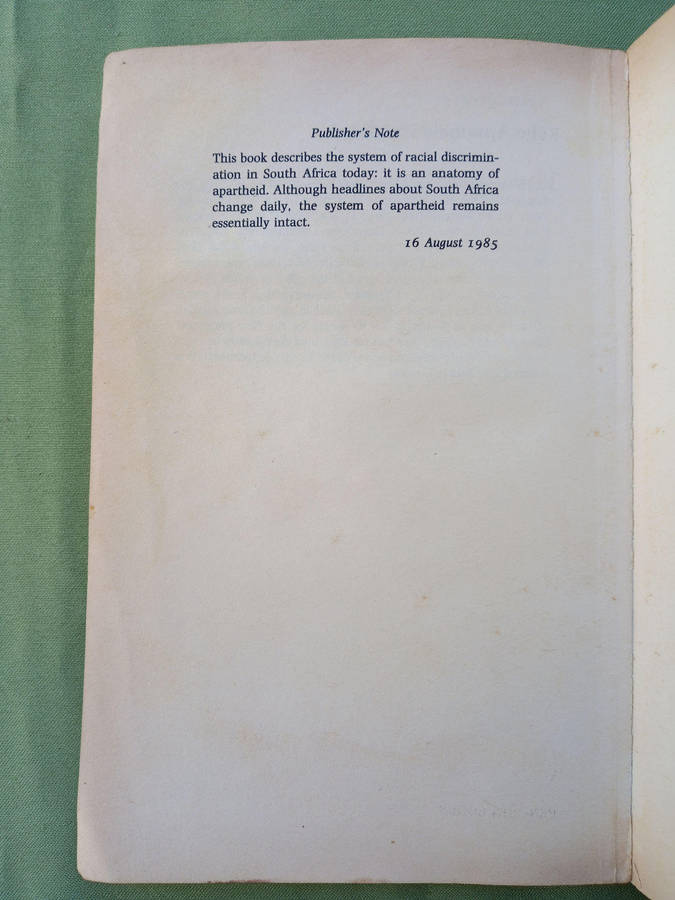 Publisher's Note
This book describes the system of racial discrimin-
ation in South Africa today: it is an anatomy of
apartheid. Although headlines about South Africa
change daily, the system of apartheid remains
essentially intact.
16 August 1985